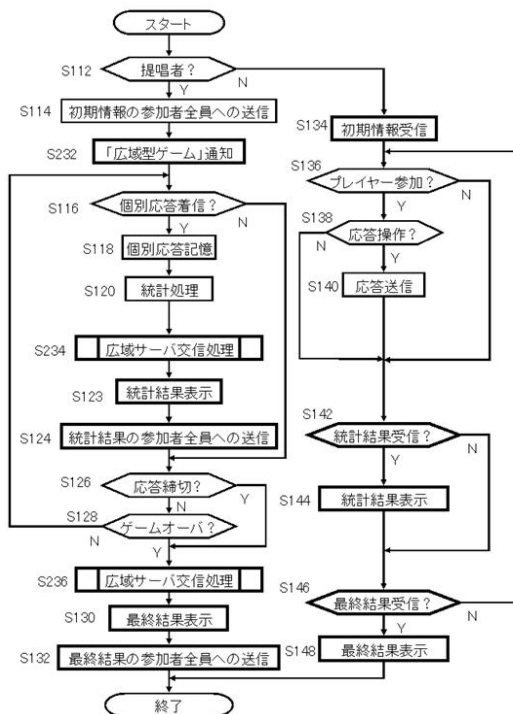 スタート
S112
提唱者？
N
Y
S114
初期情報の参加者全員への送信
S232
「広域型ゲーム」通知
S116
個別応答着信？
N
Y
S118
個別応答記憶
S120
統計処理
S234
広域サーバ交信処理
S123
統計結果表示
S124
統計結果の参加者全員への送信
S126
応答締切？
Y
N
S128
ゲームオーバ？
N
Y
S236
広域サーバ交信処理
S130
最終結果表示
S132
最終結果の参加者全員への送信
終了
S134
初期情報受信
S136
プレイヤー参加？
N
Y
S138
応答操作？
N
Y
S140
応答送信
S142
統計結果受信？
N
Y
S144
統計結果表示
S146
最終結果受信？
N
Y
S148
最終結果表示